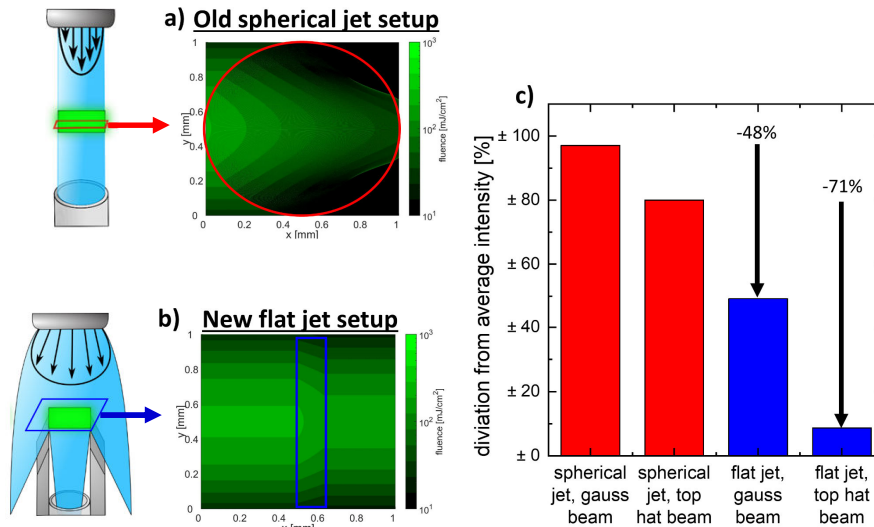 a) Old spherical jet setup
1
0.8
0.6
0.4
0.2
0
y [mm]
0 0.2 0.4 0.6 0.8 1
x [mm]
10³
10²
10¹
fluence [mJ/cm²]
b) New flat jet setup
1
0.8
0.6
0.4
0.2
0
y [mm]
0 0.2 0.4 0.6 0.8 1
x [mm]
10³
10²
10¹
fluence [mJ/cm²]
c)
diviation from average intensity [%]
± 100
± 80
± 60
± 40
± 20
± 0
-48%
-71%
spherical jet, gauss beam
spherical jet, top hat beam
flat jet, gauss beam
flat jet, top hat beam